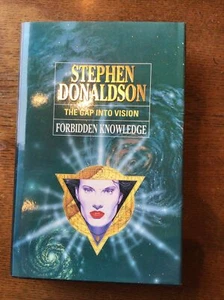 STEPHEN
DONALDSON
THE GAP INTO VISION
FORBIDDEN KNOWLEDGE